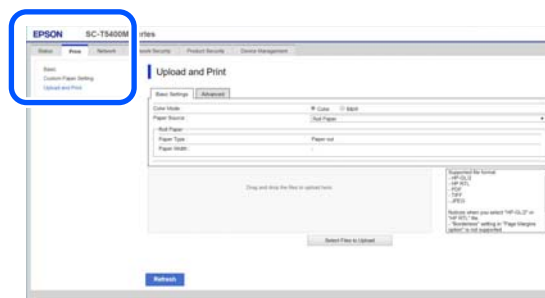 EPSON SC-T5400M Series
Status Print Network Network Security Product Security Device Management
Basic
Custom Paper Setting
Upload and Print
Upload and Print
Basic Settings Advanced
Color Mode : Color B&W
Paper Source : Roll Paper
Roll Paper
Paper Type : Paper out
Paper Width : -
Drag and drop the files to upload here.
Supported file format
- HP-GL/2
- HP RTL
- PDF
- TIFF
- JPEG
Notices when you select "HP-GL/2" or
"HP RTL" file
- "Borderless" setting in "Page Margins
option" is not supported
Select Files to Upload
Refresh